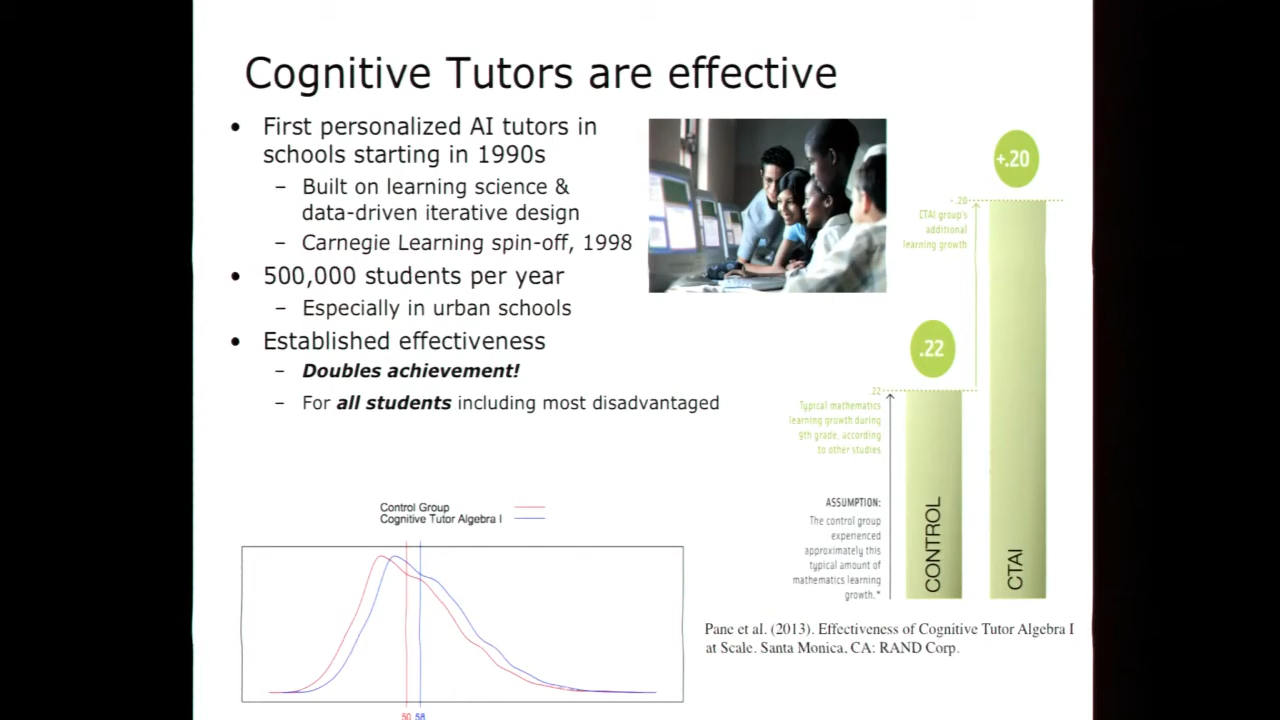 Cognitive Tutors are effective
• First personalized AI tutors in
schools starting in 1990s
– Built on learning science &
data-driven iterative design
– Carnegie Learning spin-off, 1998
• 500,000 students per year
– Especially in urban schools
• Established effectiveness
– Doubles achievement!
– For all students including most disadvantaged
Control Group
Cognitive Tutor Algebra I
50 58
+.20
.20
CTAI group's
additional
learning growth
.22
.22
Typical mathematics
learning growth during
9th grade, according
to other studies
ASSUMPTION:
The control group
experienced
approximately this
typical amount of
mathematics learning
growth.*
CONTROL
CTAI
Pane et al. (2013). Effectiveness of Cognitive Tutor Algebra I
at Scale. Santa Monica, CA: RAND Corp.